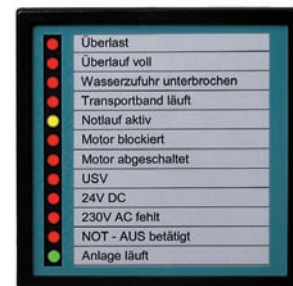 Überlast
Überlauf voll
Wasserzufuhr unterbrochen
Transportband läuft
Notlauf aktiv
Motor blockiert
Motor abgeschaltet
USV
24V DC
230V AC fehlt
NOT - AUS betätigt
Anlage läuft